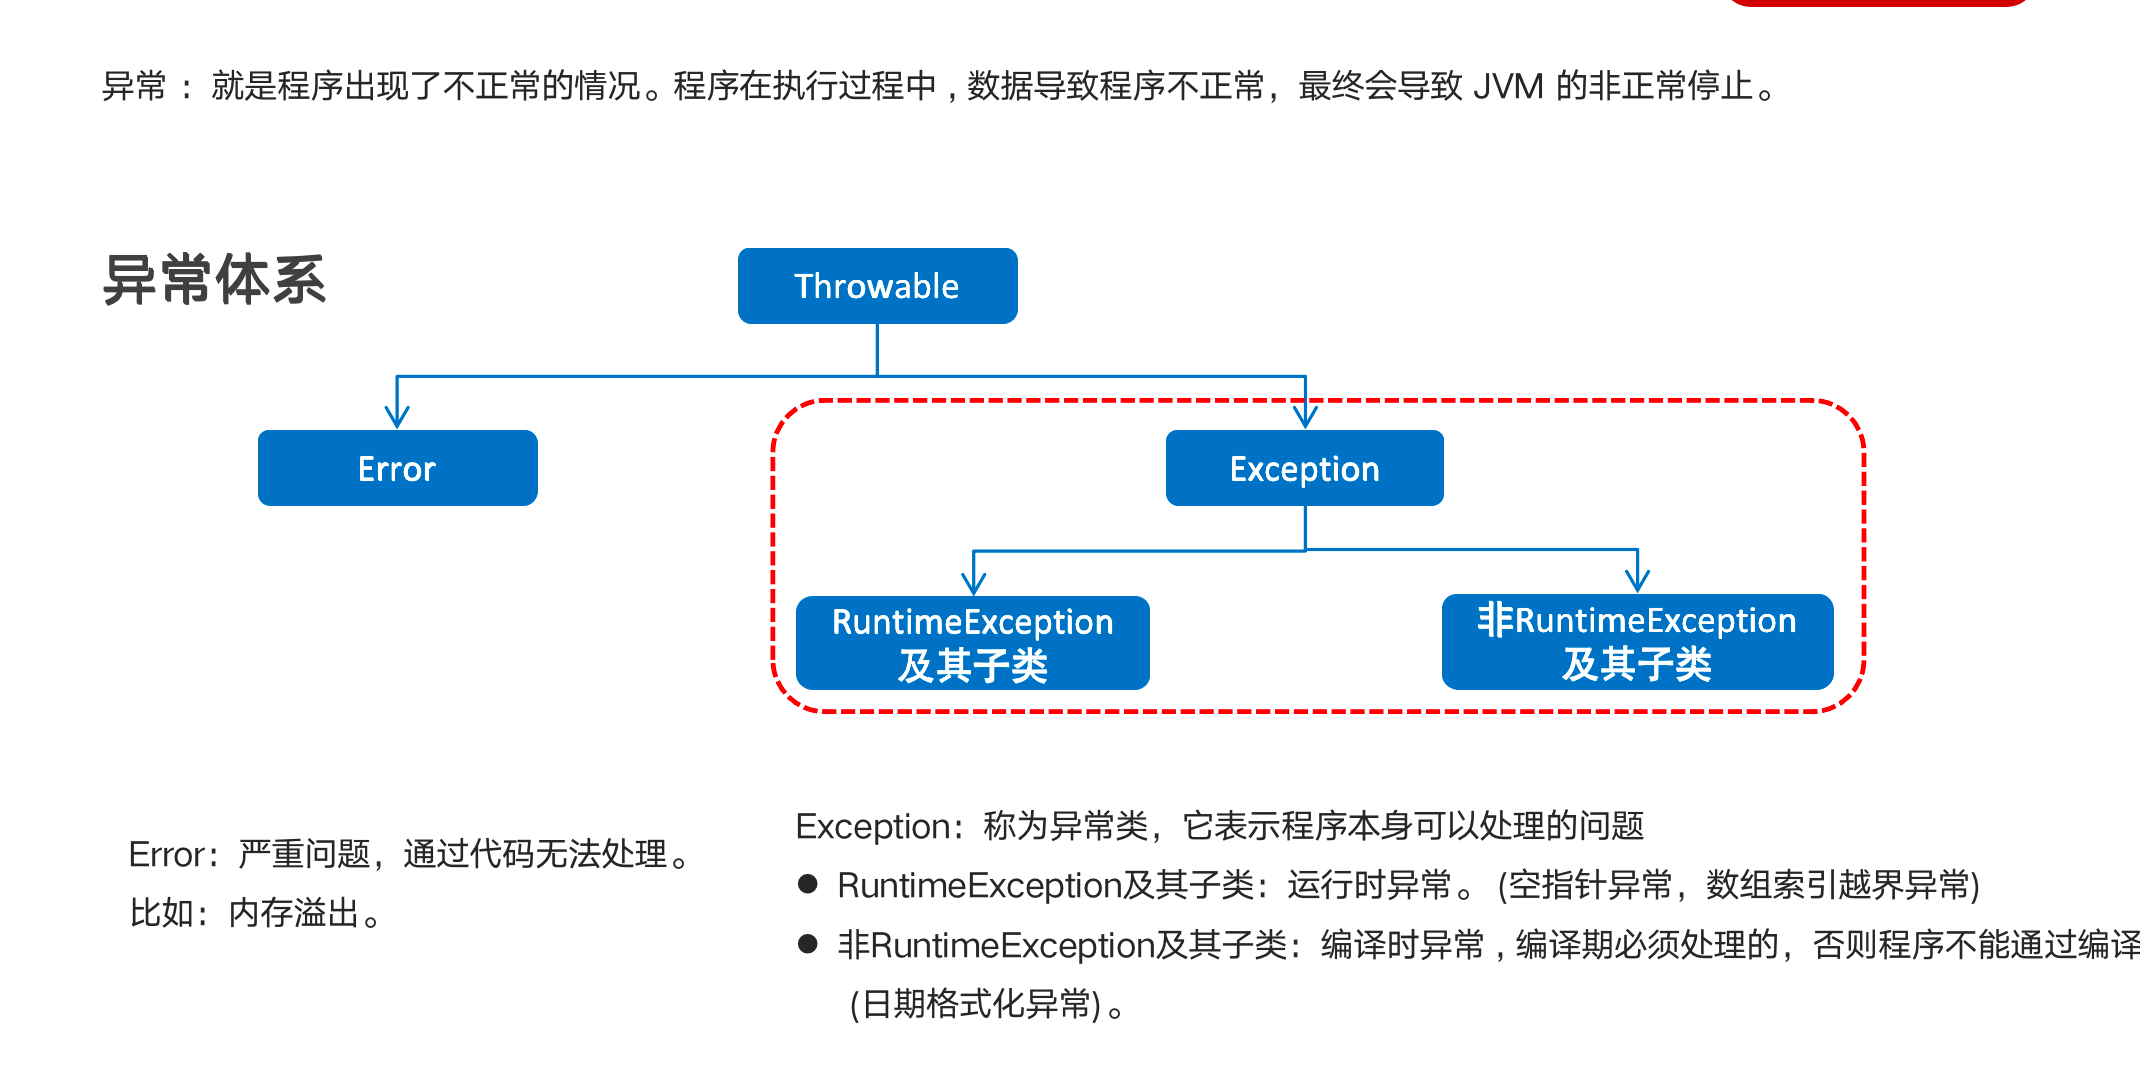 异常 ：就是程序出现了不正常的情况。程序在执行过程中，数据导致程序不正常，最终会导致 JVM 的非正常停止。
异常体系
Throwable
Error
Exception
RuntimeException
及其子类
非RuntimeException
及其子类
Error：严重问题，通过代码无法处理。
比如：内存溢出。
Exception：称为异常类，它表示程序本身可以处理的问题
● RuntimeException及其子类：运行时异常。(空指针异常，数组索引越界异常)
● 非RuntimeException及其子类：编译时异常，编译期必须处理的，否则程序不能通过编译
(日期格式化异常)。